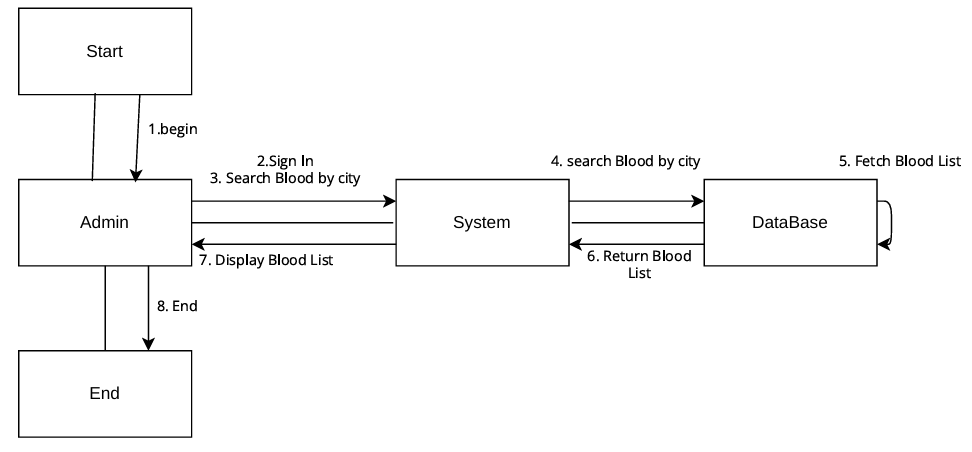 Start
1.begin
2.Sign In
3. Search Blood by city
4. search Blood by city
5. Fetch Blood List
Admin
System
DataBase
7. Display Blood List
6. Return Blood
List
8. End
End